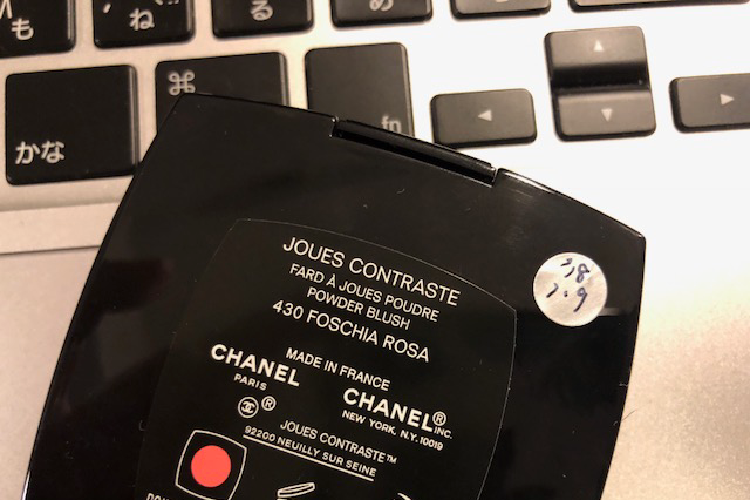 も
ね
る
め
かな
⌘
fn
JOUES CONTRASTE
FARD À JOUES POUDRE
POWDER BLUSH
430 FOSCHIA ROSA
MADE IN FRANCE
CHANEL
PARIS
®
CHANEL®
INC.
NEW YORK, N.Y. 10019
JOUES CONTRASTE™
92200 NEUILLY SUR SEINE